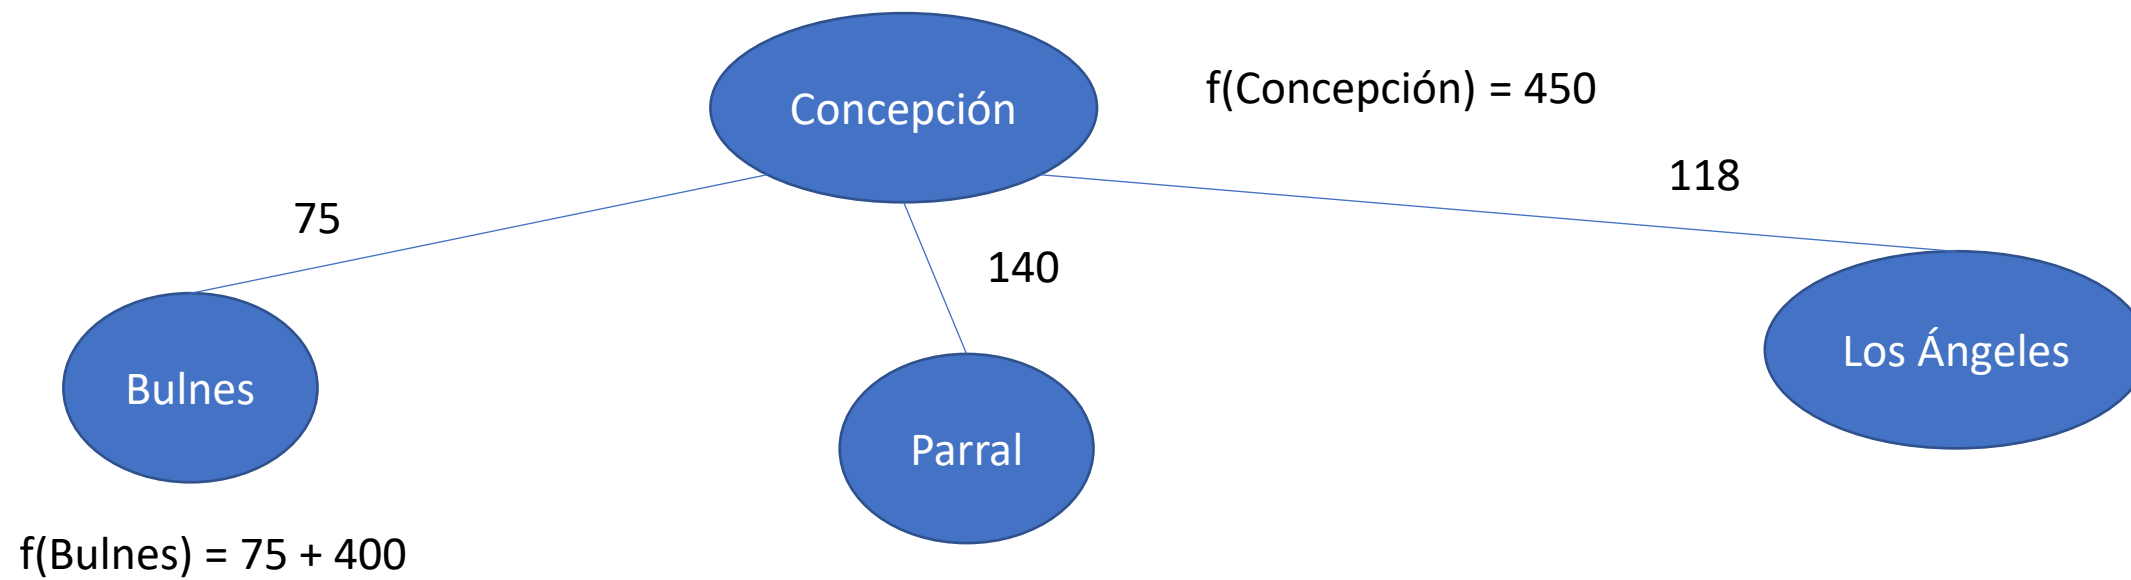 Concepción
f(Concepción) = 450
118
75
140
Los Ángeles
Bulnes
Parral
f(Bulnes) = 75 + 400